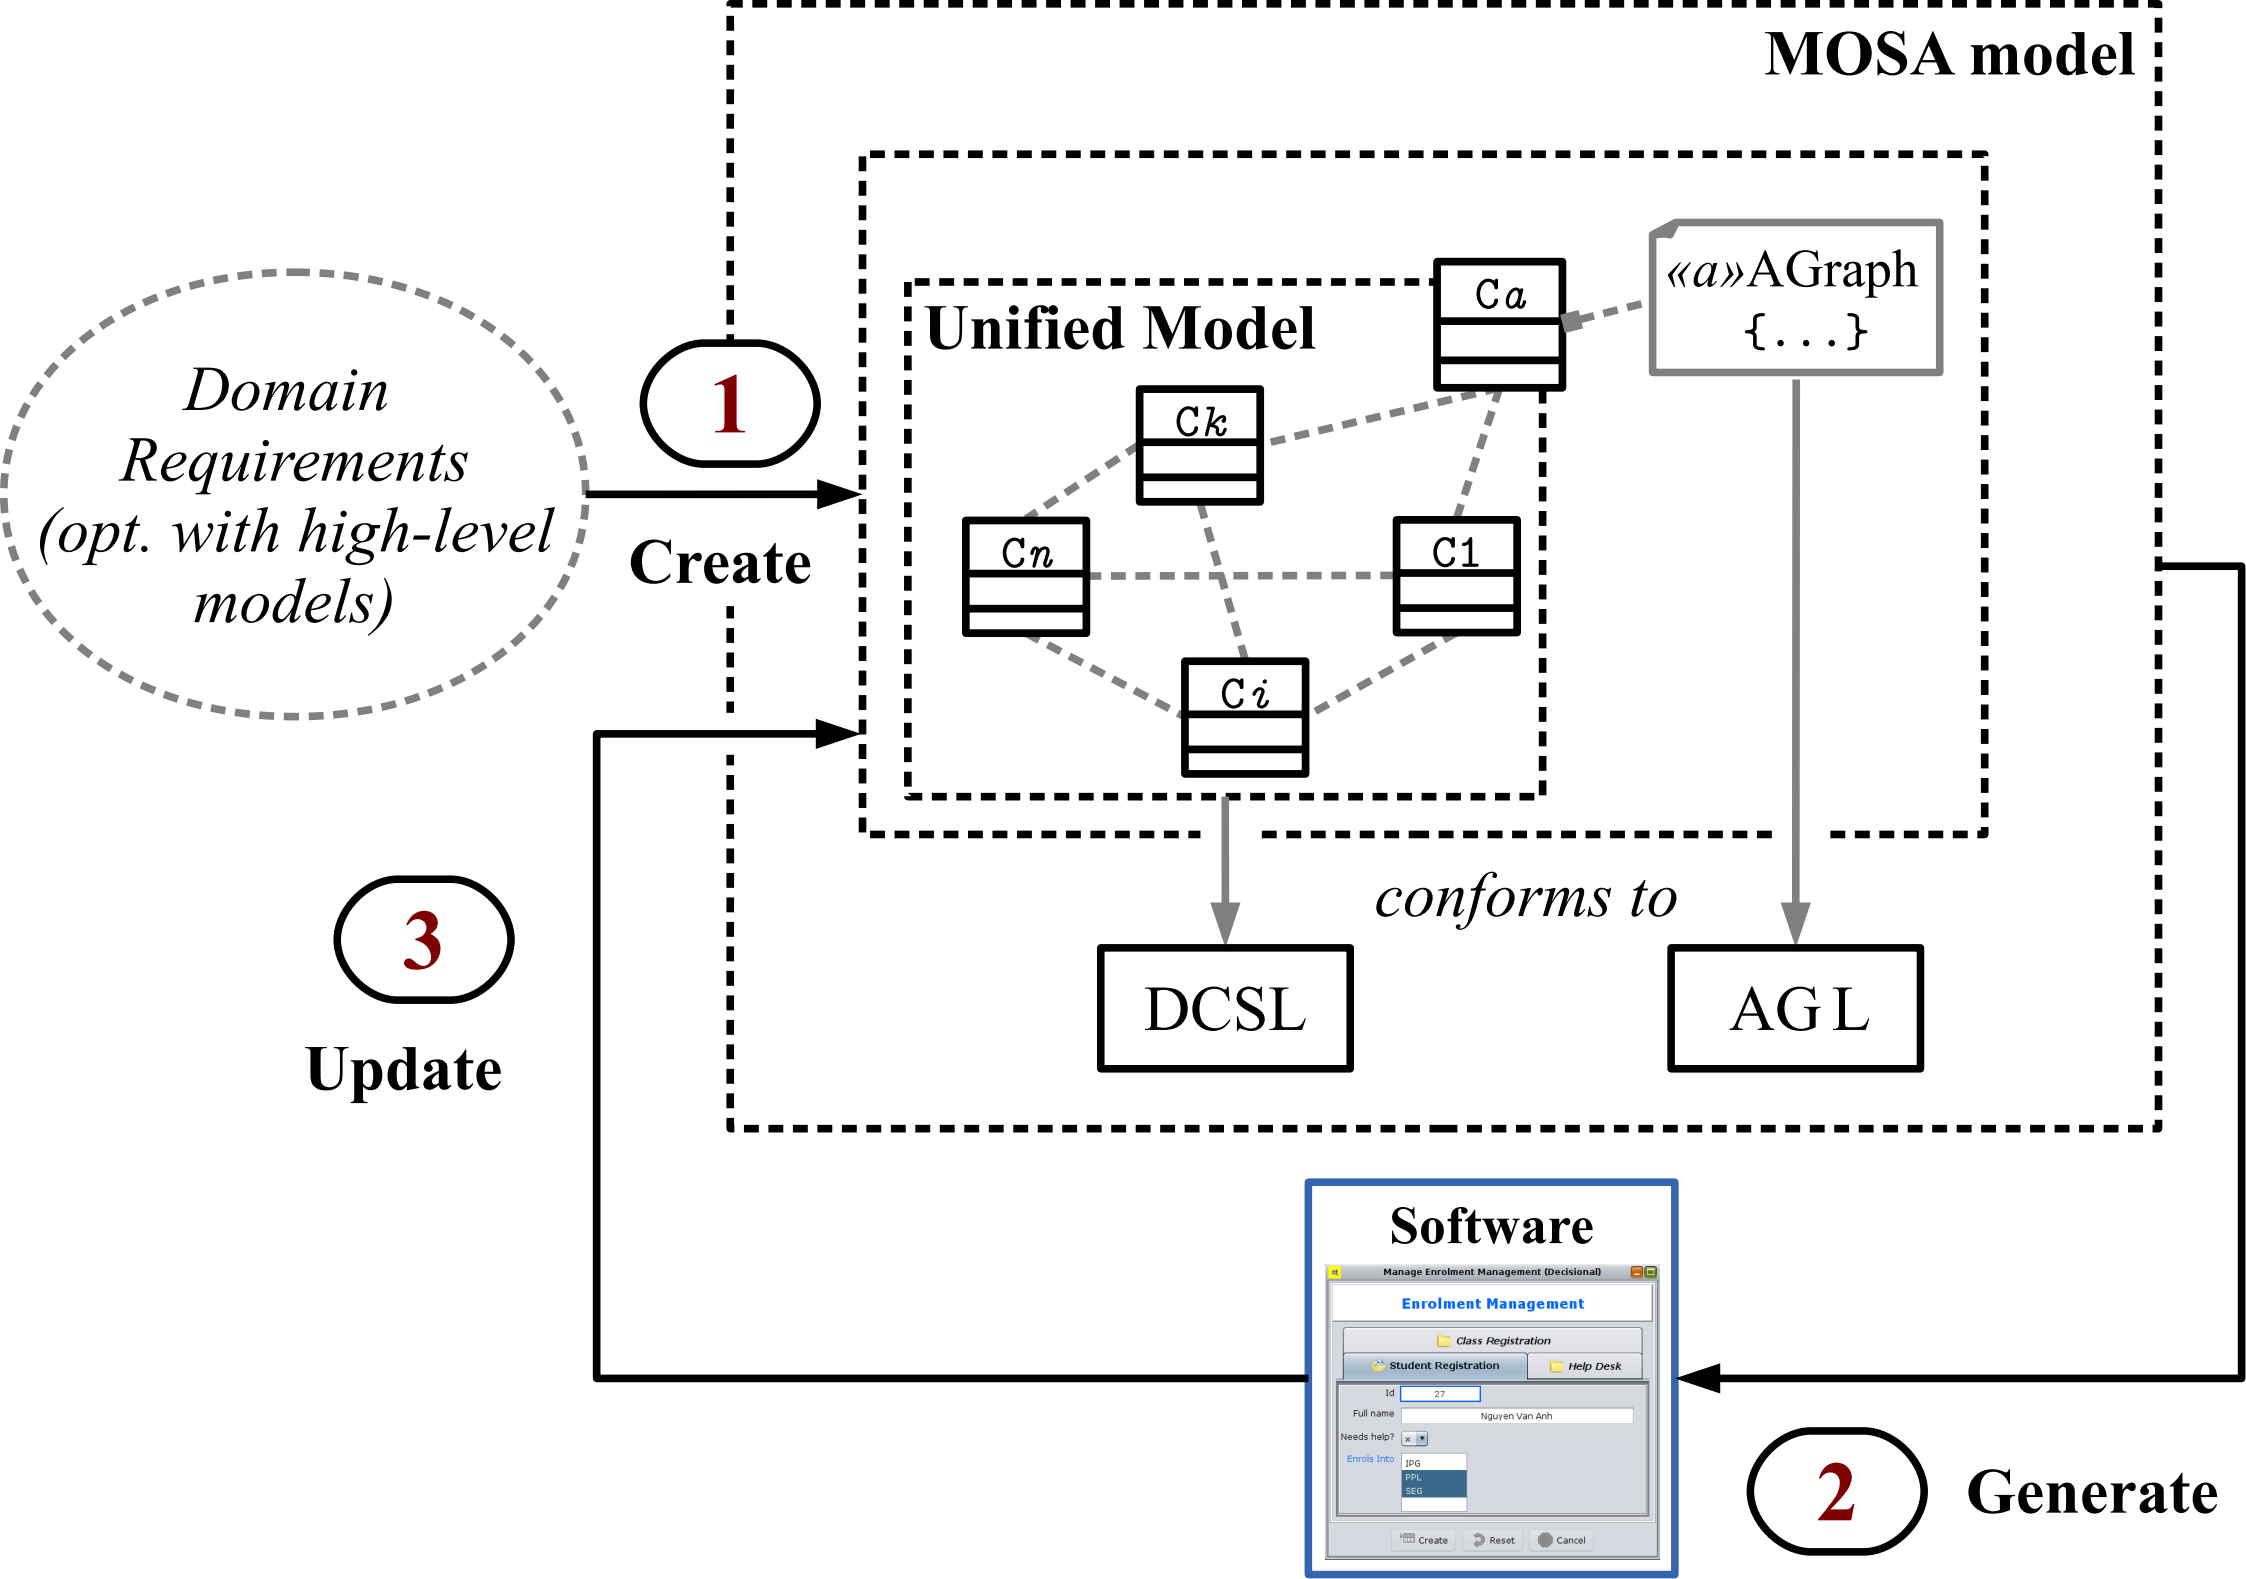 MOSA model
«a»AGraph
{...}
Ca
Unified Model
Domain
Requirements
(opt. with high-level
models)
1
Create
Ck
Cn
C1
Ci
conforms to
3
Update
DCSL
AGL
Software
Manage Enrolment Management (Decisional)
Enrolment Management
Class Registration
Student Registration
Help Desk
Id
27
Full name
Nguyen Van Anh
Needs help?
x
Enrols Into
IPG
PPL
SEG
Create
Reset
Cancel
2
Generate